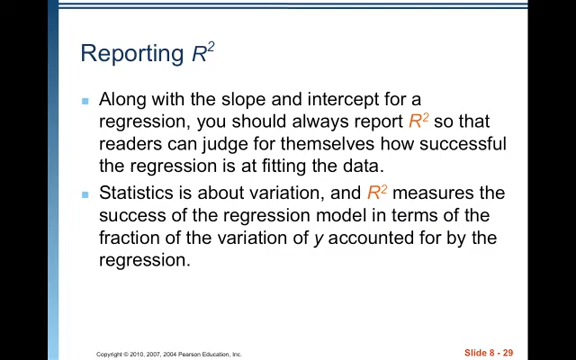 Reporting R²
Along with the slope and intercept for a
regression, you should always report R² so that
readers can judge for themselves how successful
the regression is at fitting the data.
Statistics is about variation, and R² measures the
success of the regression model in terms of the
fraction of the variation of y accounted for by the
regression.
Copyright © 2010, 2007, 2004 Pearson Education, Inc.
Slide 8 - 29